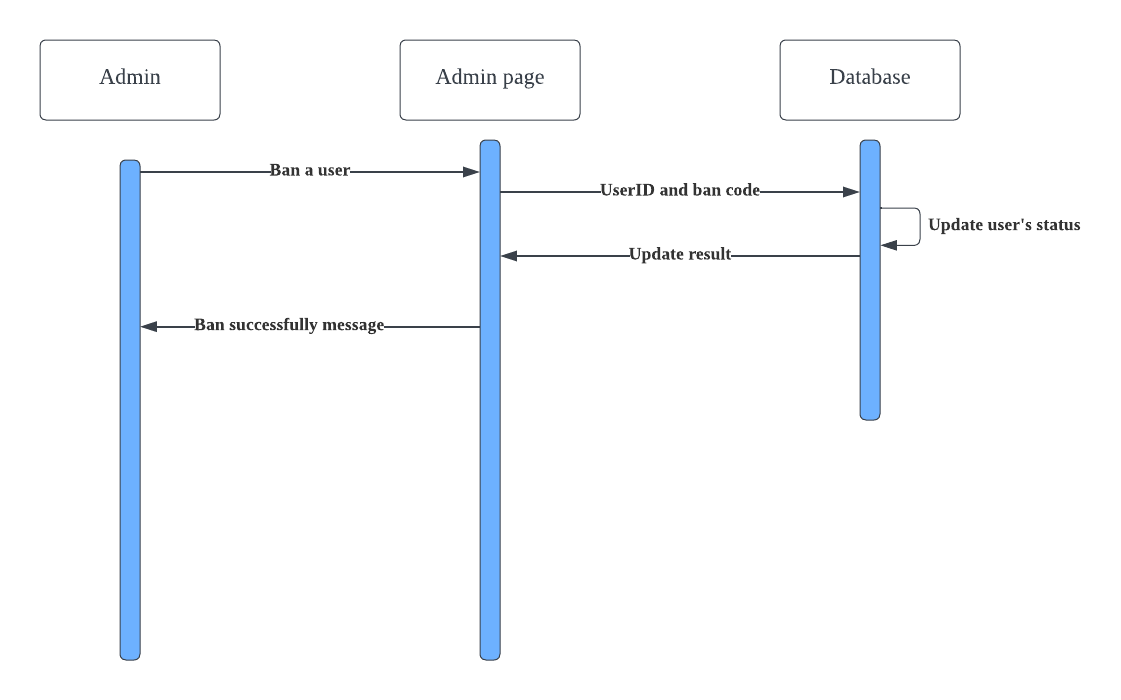 Admin
Admin page
Database
Ban a user
UserID and ban code
Update user's status
Update result
Ban successfully message